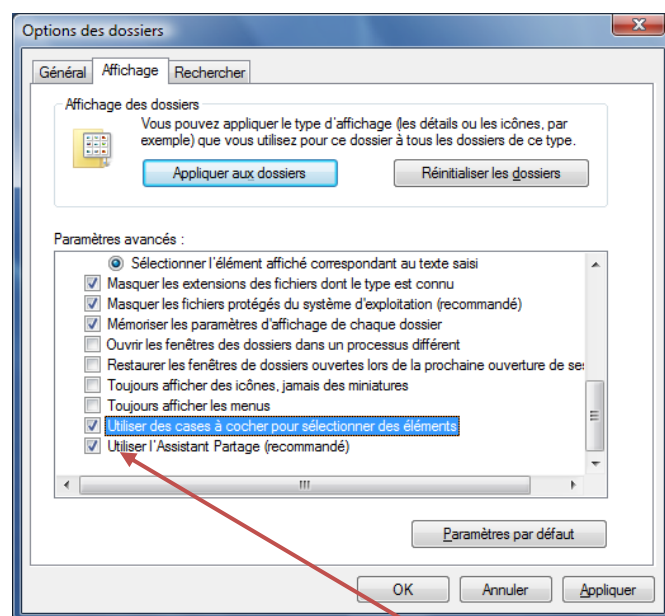 Options des dossiers
Général Affichage Rechercher
Affichage des dossiers
Vous pouvez appliquer le type d'affichage (les détails ou les icônes, par
exemple) que vous utilisez pour ce dossier à tous les dossiers de ce type.
Appliquer aux dossiers Réinitialiser les dossiers
Paramètres avancés :
Sélectionner l'élément affiché correspondant au texte saisi
Masquer les extensions des fichiers dont le type est connu
Masquer les fichiers protégés du système d'exploitation (recommandé)
Mémoriser les paramètres d'affichage de chaque dossier
Ouvrir les fenêtres des dossiers dans un processus différent
Restaurer les fenêtres de dossiers ouvertes lors de la prochaine ouverture de se
Toujours afficher des icônes, jamais des miniatures
Toujours afficher les menus
Utiliser des cases à cocher pour sélectionner des éléments
Utiliser l'Assistant Partage (recommandé)
Paramètres par défaut
OK Annuler Appliquer